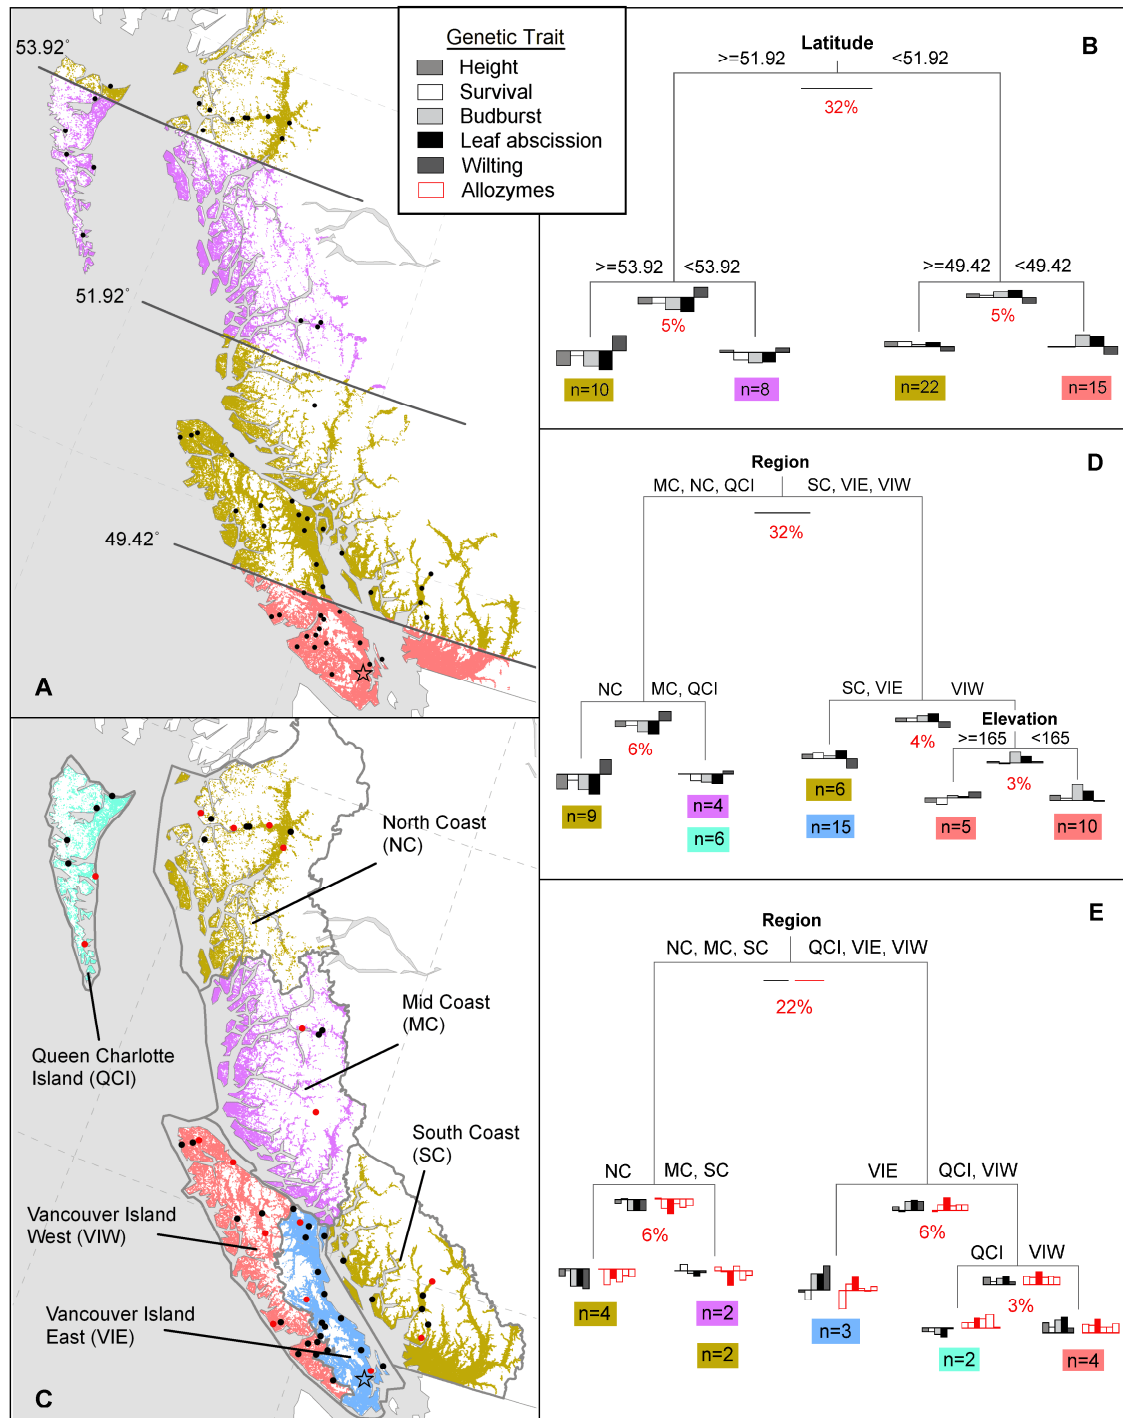 53.92°
51.92°
49.42°
A
Genetic Trait
Height
Survival
Budburst
Leaf abscission
Wilting
Allozymes
B
Latitude
>=51.92 <51.92
32%
>=53.92 <53.92
5%
>=49.42 <49.42
5%
n=10
n=8
n=22
n=15
North Coast
(NC)
Mid Coast
(MC)
Queen Charlotte
Island (QCI)
South Coast
(SC)
Vancouver Island
West (VIW)
Vancouver Island
East (VIE)
C
D
Region
MC, NC, QCI SC, VIE, VIW
32%
NC MC, QCI
6%
SC, VIE VIW
4%
Elevation
>=165 <165
3%
n=9
n=4
n=6
n=6
n=15
n=5
n=10
E
Region
NC, MC, SC QCI, VIE, VIW
22%
NC MC, SC
6%
VIE QCI, VIW
6%
QCI VIW
3%
n=4
n=2
n=2
n=3
n=2
n=4